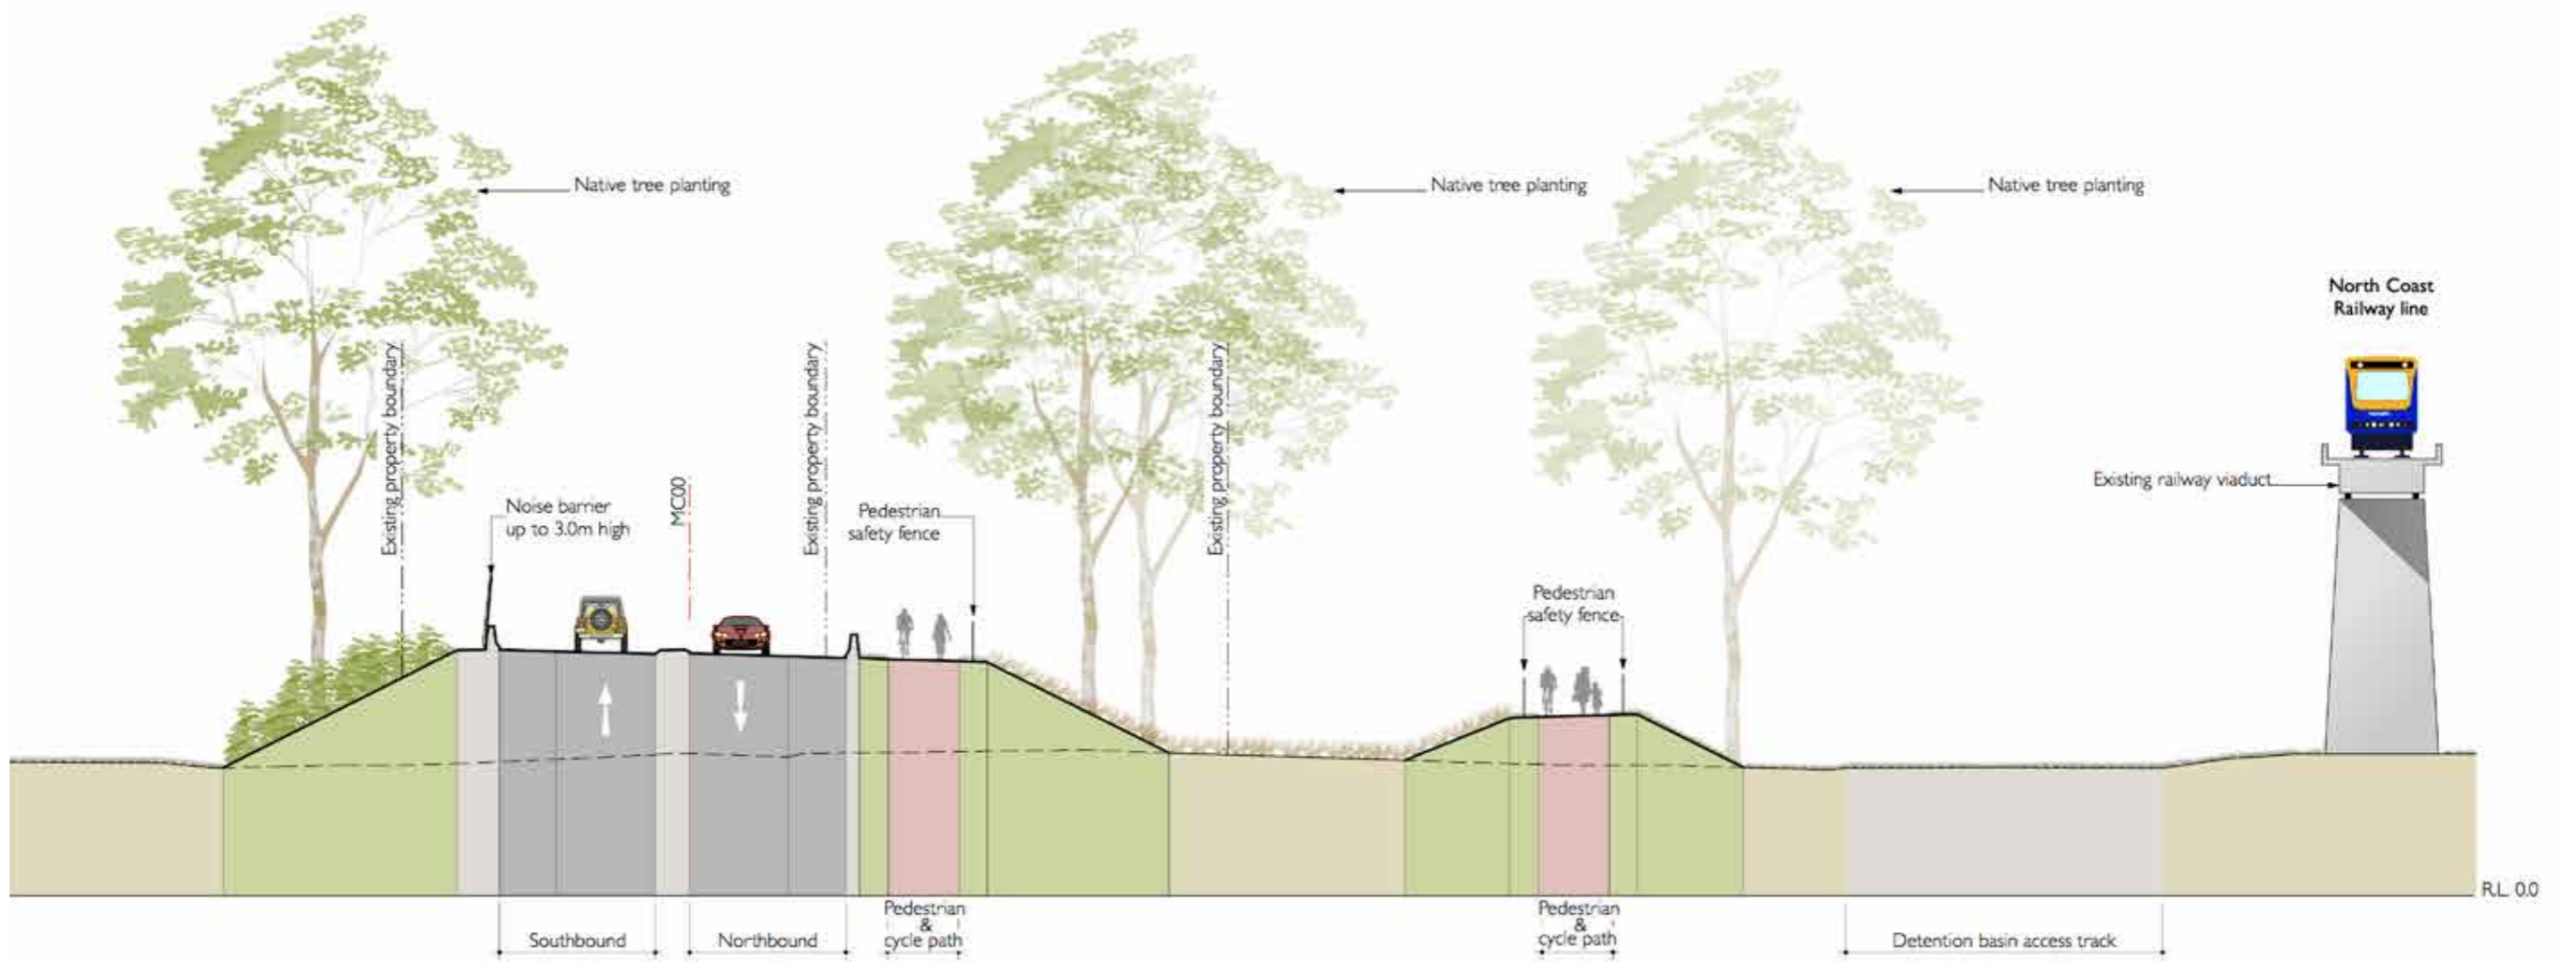 Native tree planting
Native tree planting
Native tree planting
North Coast
Railway line
Existing property boundary
Existing property boundary
Existing property boundary
MC00
Noise barrier
up to 3.0m high
Pedestrian
safety fence
Existing railway viaduct
Pedestrian
safety fence
R.L. 0.0
Southbound
Northbound
Pedestrian
&
cycle path
Pedestrian
&
cycle path
Detention basin access track